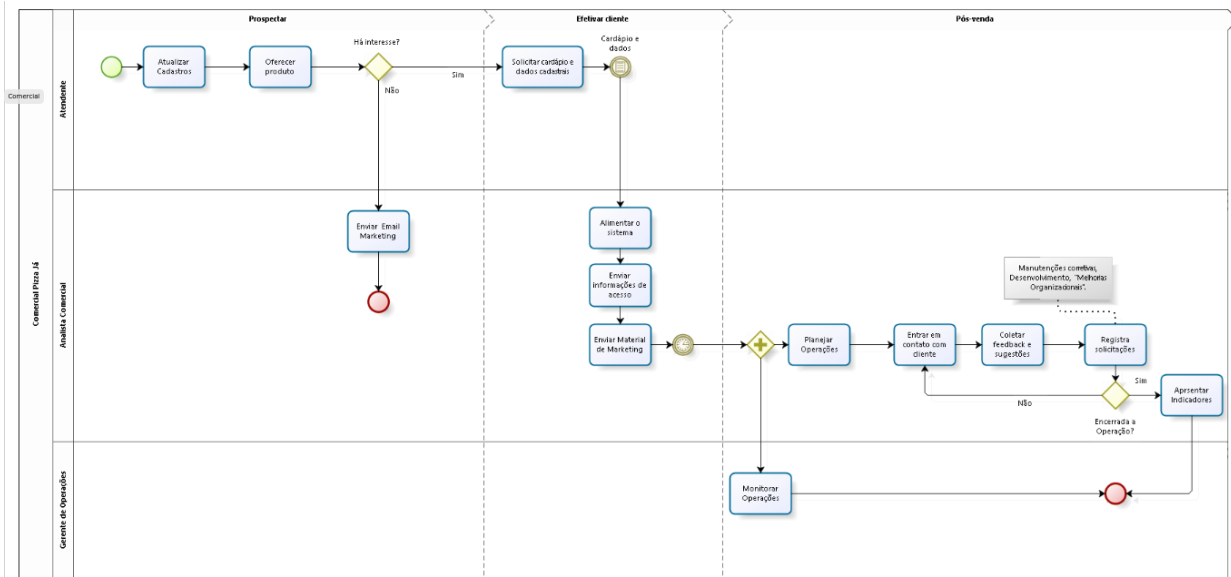 Prospectar
Efetivar cliente
Pós-venda
Comercial
Comercial Pizza Já
Atendente
Atualizar
Cadastros
Oferecer
produto
Há interesse?
Sim
Não
Solicitar cardápio e
dados cadastrais
Cardápio e
dados
Analista Comercial
Enviar Email
Marketing
Alimentar o
sistema
Enviar
informações de
acesso
Enviar Material
de Marketing
Planejar
Operações
Entrar em
contato com
cliente
Coletar
feedback e
sugestões
Manutenções corretivas,
Desenvolvimento, "Melhorias
Organizacionais".
Registra
solicitações
Sim
Não
Encerrada a
Operação?
Aprsentar
Indicadores
Gerente de Operações
Monitorar
Operações